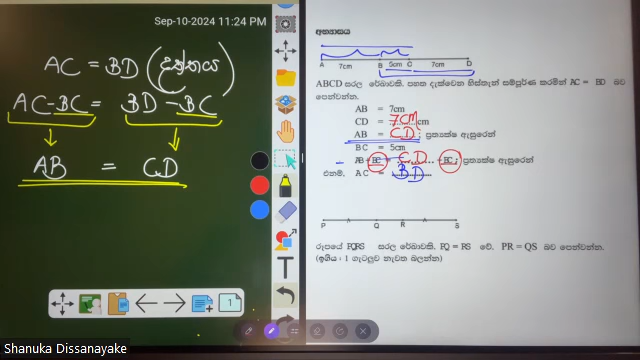 Sep-10-2024 11:24 PM
AC = BD (දත්තය)
AC-BC = BD-BC
AB = CD
අභ්‍යාසය
A 7cm B 5cm C 7cm D
ABCD සරල රේඛාවකි. පහත දැක්වෙන හිස්තැන් සම්පූර්ණ කරමින් AC = BD බව
පෙන්වන්න.
AB = 7cm
CD = 7CM cm
AB = CD ; ප්‍රත්‍යක්ෂ ඇසුරෙන්
BC = 5cm
AB + BC = CD + BC ; ප්‍රත්‍යක්ෂ ඇසුරෙන්
එනම්, AC = BD
P Q R S
රූපයේ PQRS සරල රේඛාවකි. PQ = RS වේ. PR = QS බව පෙන්වන්න.
(ඉඟිය : 1 ගැටලුව නැවත බලන්න)
T
1
Shanuka Dissanayake